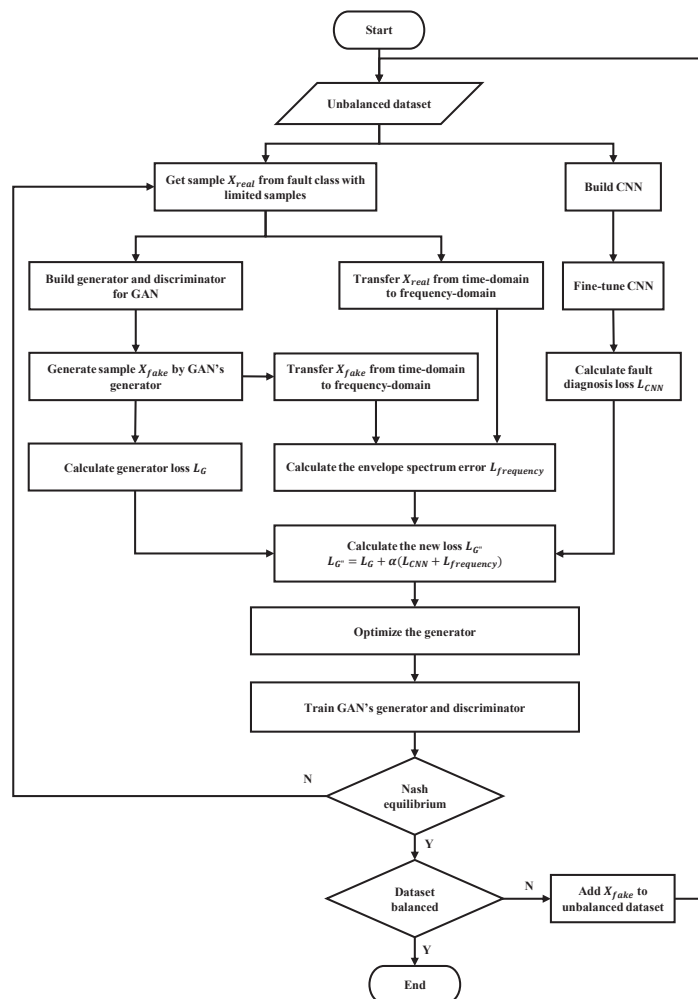 Start
Unbalanced dataset
Get sample X_real from fault class with
limited samples
Build CNN
Build generator and discriminator
for GAN
Transfer X_real from time-domain
to frequency-domain
Fine-tune CNN
Generate sample X_fake by GAN's
generator
Transfer X_fake from time-domain
to frequency-domain
Calculate fault
diagnosis loss L_CNN
Calculate generator loss L_G
Calculate the envelope spectrum error L_frequency
Calculate the new loss L_G"
L_G" = L_G + α(L_CNN + L_frequency)
Optimize the generator
Train GAN's generator and discriminator
N
Nash
equilibrium
Y
Dataset
balanced
N
Add X_fake to
unbalanced dataset
Y
End